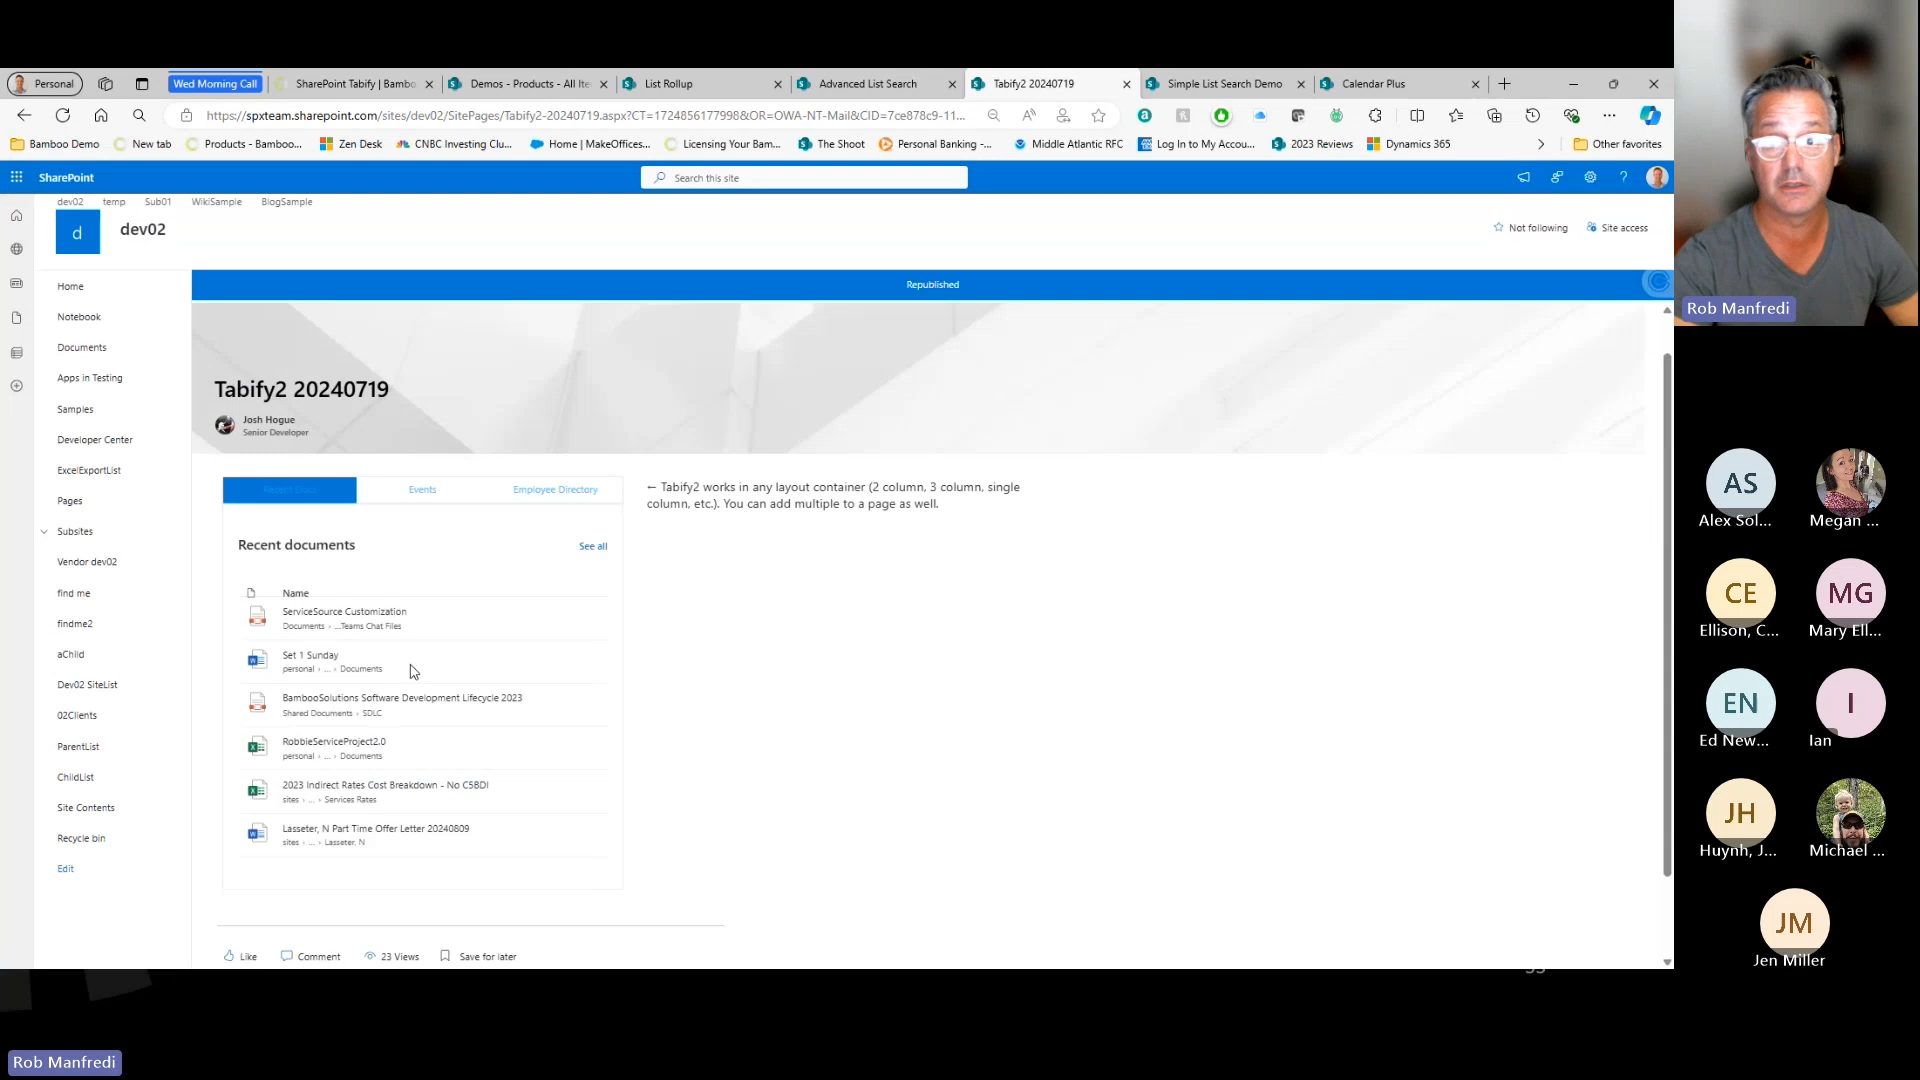 Personal
Wed Morning Call
SharePoint Tabify | Bambo
Demos - Products - All Ite
List Rollup
Advanced List Search
Tabify2 20240719
Simple List Search Demo
Calendar Plus
https://spxteam.sharepoint.com/sites/dev02/SitePages/Tabify2-20240719.aspx?CT=1724856177998&OR=OWA-NT-Mail&CID=7ce878c9-11...
Bamboo Demo
New tab
Products - Bamboo...
Zen Desk
CNBC Investing Clu...
Home | MakeOffices...
Licensing Your Bam...
The Shoot
Personal Banking -...
Middle Atlantic RFC
Log In to My Accou...
2023 Reviews
Dynamics 365
Other favorites
SharePoint
Search this site
dev02 temp Sub01 WikiSample BlogSample
d
dev02
Not following
Site access
Home
Notebook
Documents
Apps in Testing
Samples
Developer Center
ExcelExportList
Pages
Subsites
Vendor dev02
find me
findme2
aChild
Dev02 SiteList
02Clients
ParentList
ChildList
Site Contents
Recycle bin
Edit
Republished
Tabify2 20240719
Josh Hogue
Senior Developer
Recent Docs
Events
Employee Directory
← Tabify2 works in any layout container (2 column, 3 column, single
column, etc.). You can add multiple to a page as well.
Recent documents
See all
Name
ServiceSource Customization
Documents › ...Teams Chat Files
Set 1 Sunday
personal › ... › Documents
BambooSolutions Software Development Lifecycle 2023
Shared Documents › SDLC
RobbieServiceProject2.0
personal › ... › Documents
2023 Indirect Rates Cost Breakdown - No C5BDI
sites › ... › Services Rates
Lasseter, N Part Time Offer Letter 20240809
sites › ... › Lasseter, N
Like
Comment
23 Views
Save for later
Rob Manfredi
AS
Alex Sol...
Megan ...
CE
Ellison, C...
MG
Mary Ell...
EN
Ed New...
I
Ian
JH
Huynh, J...
Michael ...
JM
Jen Miller
Rob Manfredi